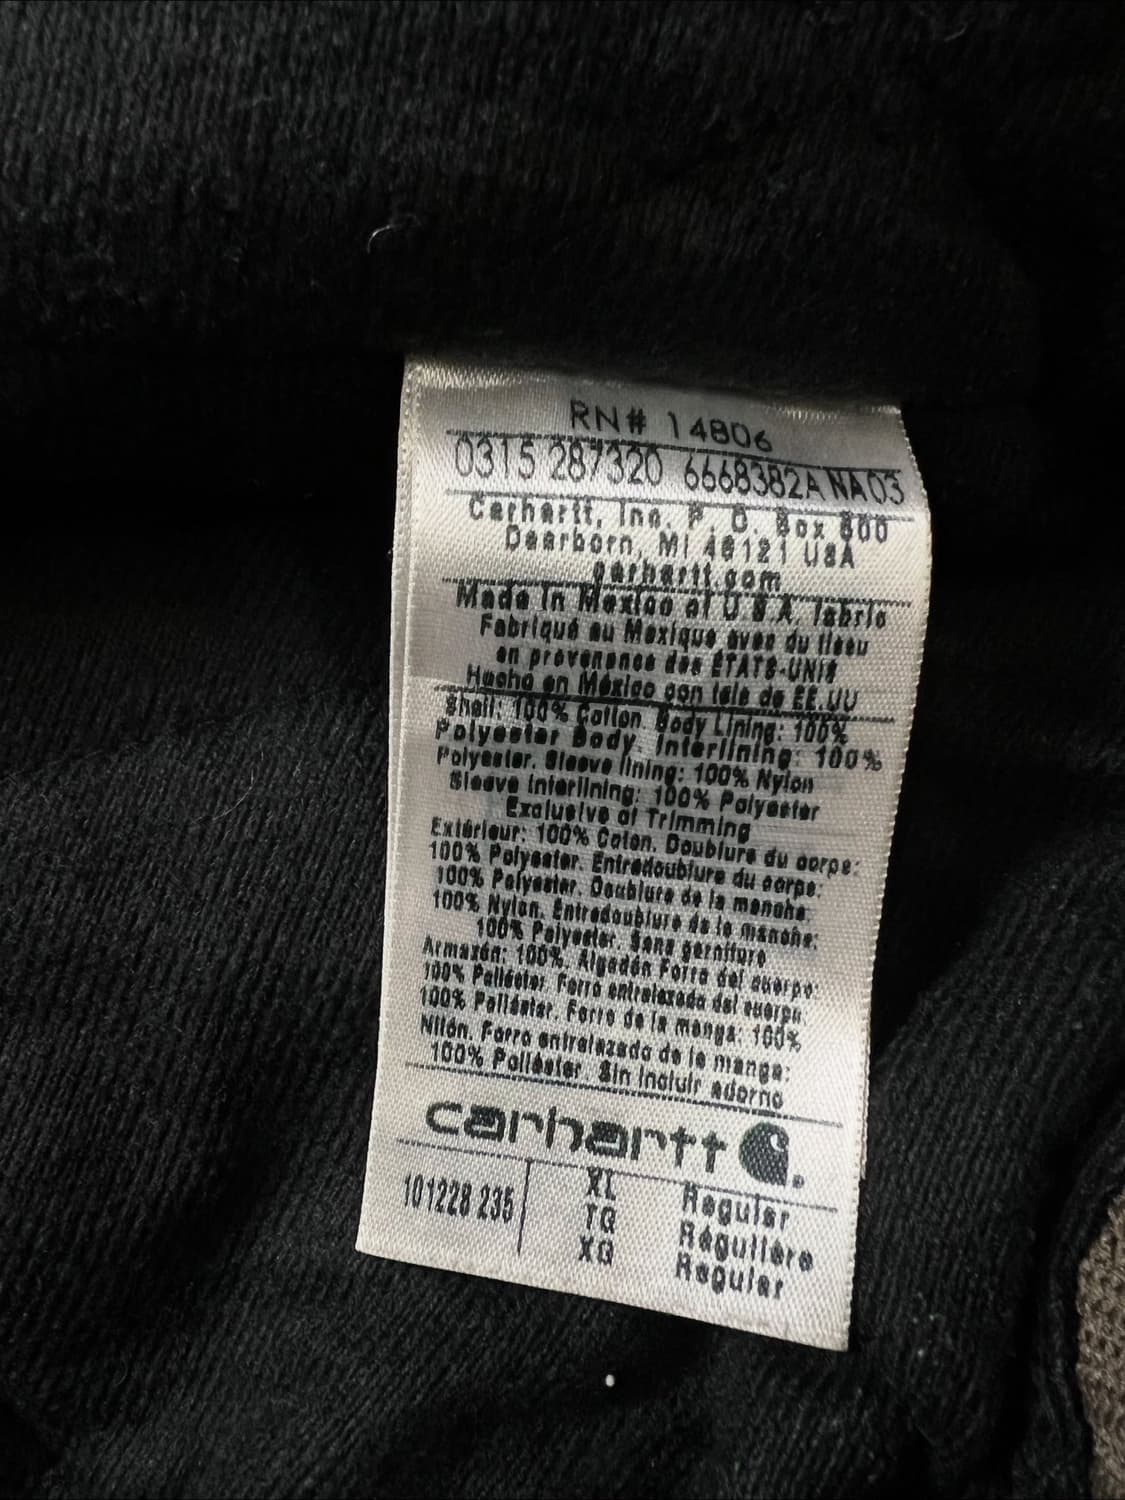 RN# 14806
0315 287320 6668382A NA03
Carhartt, Inc. P. O. Box 600
Dearborn, MI 48121 USA
carhartt.com
Made in Mexico of U.S.A. fabric
Fabriqué au Mexique avec du tissu
en provenance des ÉTATS-UNIS
Hecho en México con tela de EE.UU
Shell: 100% Cotton. Body Lining: 100%
Polyester Body. Interlining: 100%
Polyester. Sleeve lining: 100% Nylon
Sleeve Interlining: 100% Polyester
Exclusive of Trimming
Extérieur: 100% Coton. Doublure du corps:
100% Polyester. Entredoublure du corps:
100% Polyester. Doublure de la manche:
100% Nylon. Entredoublure de la manche:
100% Polyester. Sans garniture
Armazón: 100%. Algodón Forro del cuerpo:
100% Poliéster. Forro entrelazado del cuerpo
100% Poliéster. Forro de la manga: 100%
Nilón. Forro entrelazado de la manga:
100% Poliéster. Sin incluir adorno
carhartt
101228 235
XL Regular
TG Régulière
XG Regular